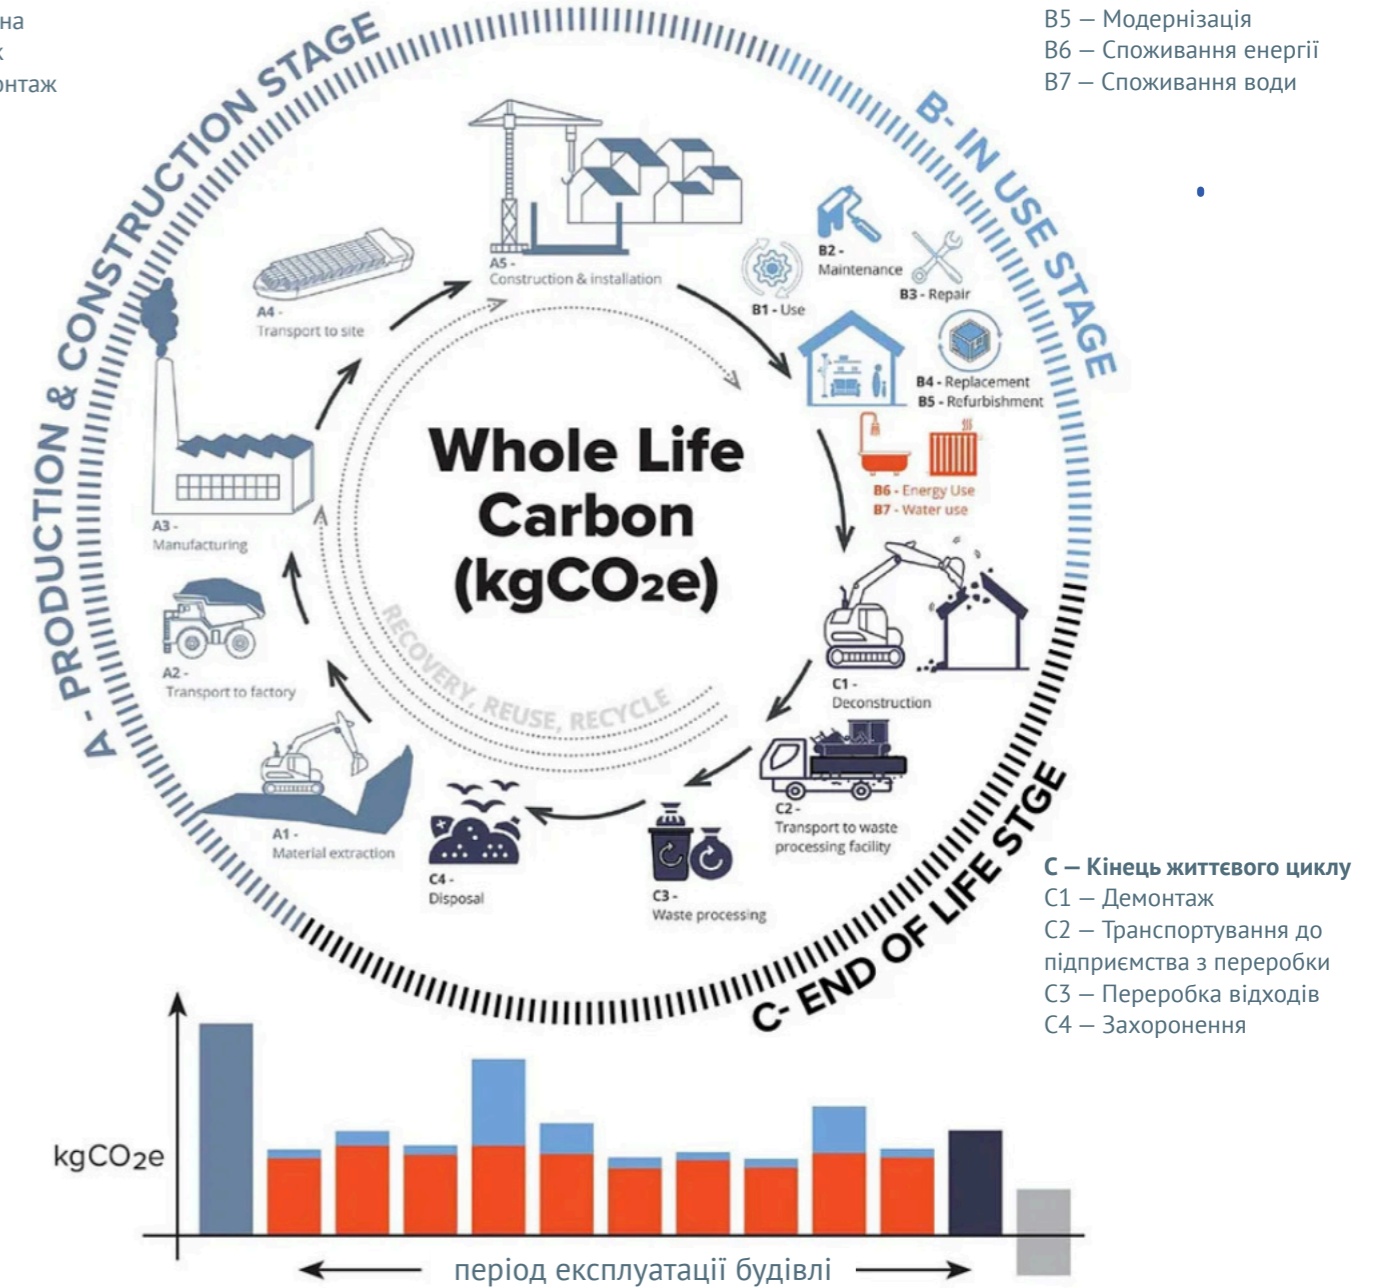 на
к
онтаж
B5 — Модернізація
B6 — Споживання енергії
B7 — Споживання води
A - PRODUCTION & CONSTRUCTION STAGE
B- IN USE STAGE
A5 -
Construction & installation
A4 -
Transport to site
B2 -
Maintenance
B3 - Repair
B1 - Use
B4 - Replacement
B5 - Refurbishment
B6 - Energy Use
B7 - Water use
Whole Life
Carbon
(kgCO2e)
RECOVERY, REUSE, RECYCLE
A3 -
Manufacturing
A2 -
Transport to factory
A1 -
Material extraction
C1 -
Deconstruction
C2 -
Transport to waste
processing facility
C3 -
Waste processing
C4 -
Disposal
C- END OF LIFE STGE
C — Кінець життєвого циклу
C1 — Демонтаж
C2 — Транспортування до
підприємства з переробки
C3 — Переробка відходів
C4 — Захоронення
kgCO2e
період експлуатації будівлі